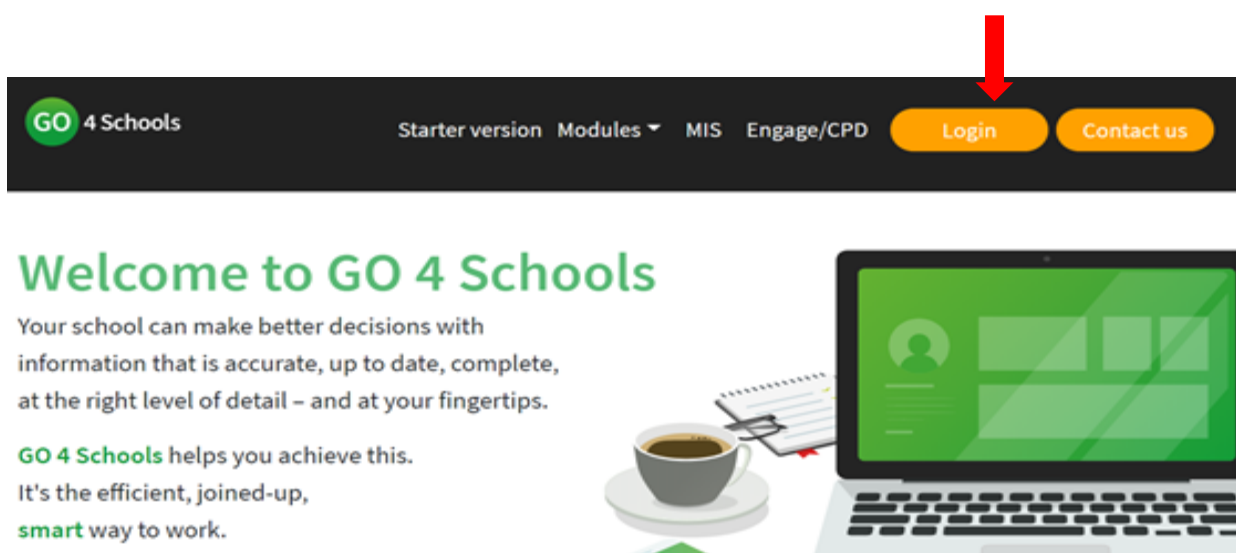 GO 4 Schools
Starter version Modules MIS Engage/CPD Login Contact us
Welcome to GO 4 Schools
Your school can make better decisions with
information that is accurate, up to date, complete,
at the right level of detail – and at your fingertips.
GO 4 Schools helps you achieve this.
It's the efficient, joined-up,
smart way to work.